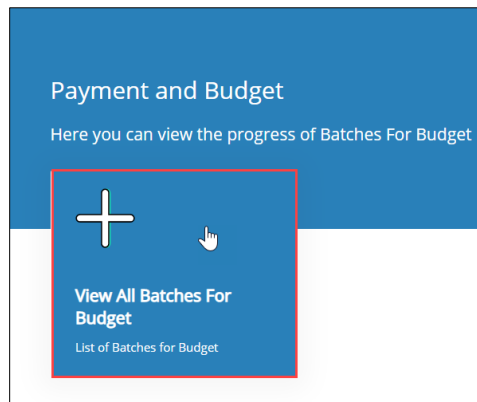 Payment and Budget
Here you can view the progress of Batches For Budget
View All Batches For
Budget
List of Batches for Budget